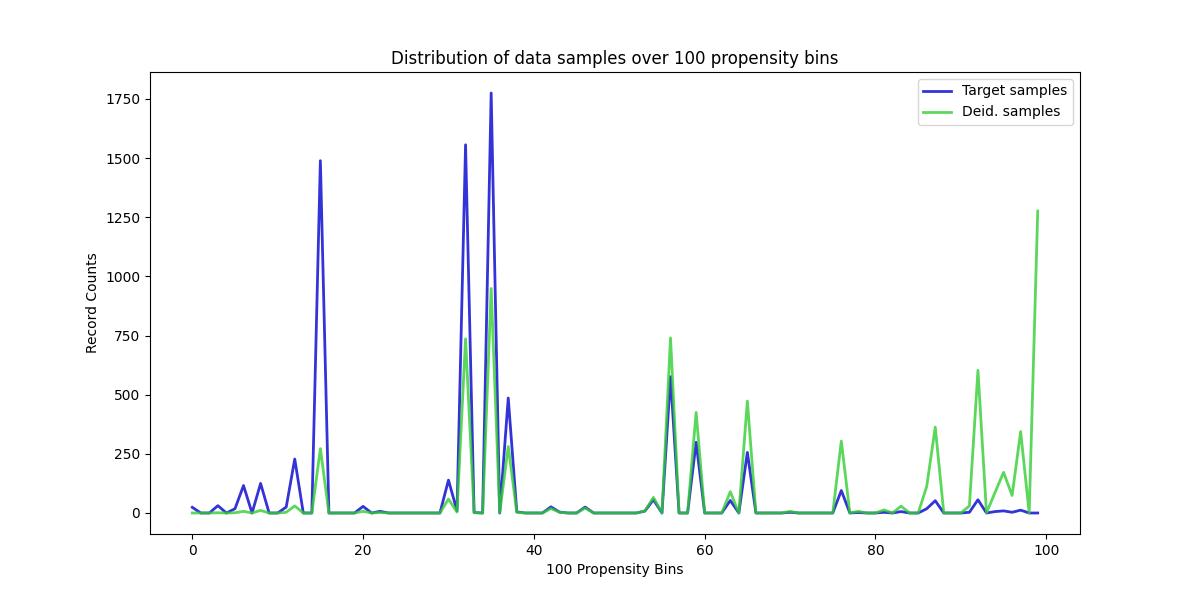 Distribution of data samples over 100 propensity bins
Target samples
Deid. samples
Record Counts
1750
1500
1250
1000
750
500
250
0
0 20 40 60 80 100
100 Propensity Bins